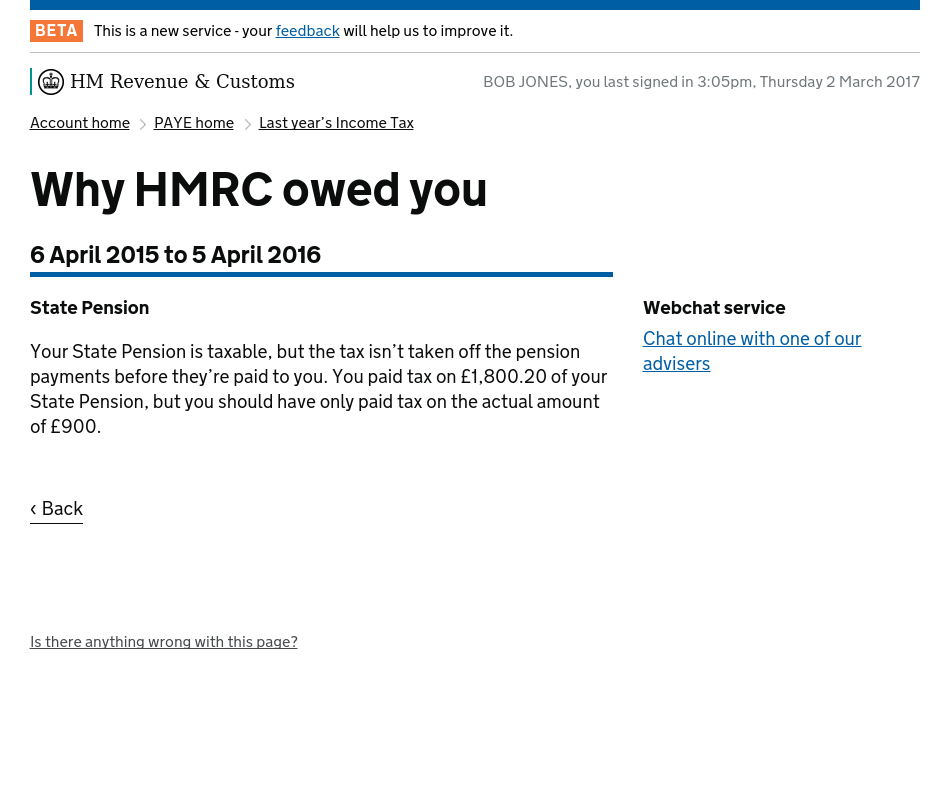 BETA This is a new service - your feedback will help us to improve it.
HM Revenue & Customs
BOB JONES, you last signed in 3:05pm, Thursday 2 March 2017
Account home > PAYE home > Last year’s Income Tax
Why HMRC owed you
6 April 2015 to 5 April 2016
State Pension
Your State Pension is taxable, but the tax isn’t taken off the pension
payments before they’re paid to you. You paid tax on £1,800.20 of your
State Pension, but you should have only paid tax on the actual amount
of £900.
Webchat service
Chat online with one of our
advisers
‹ Back
Is there anything wrong with this page?